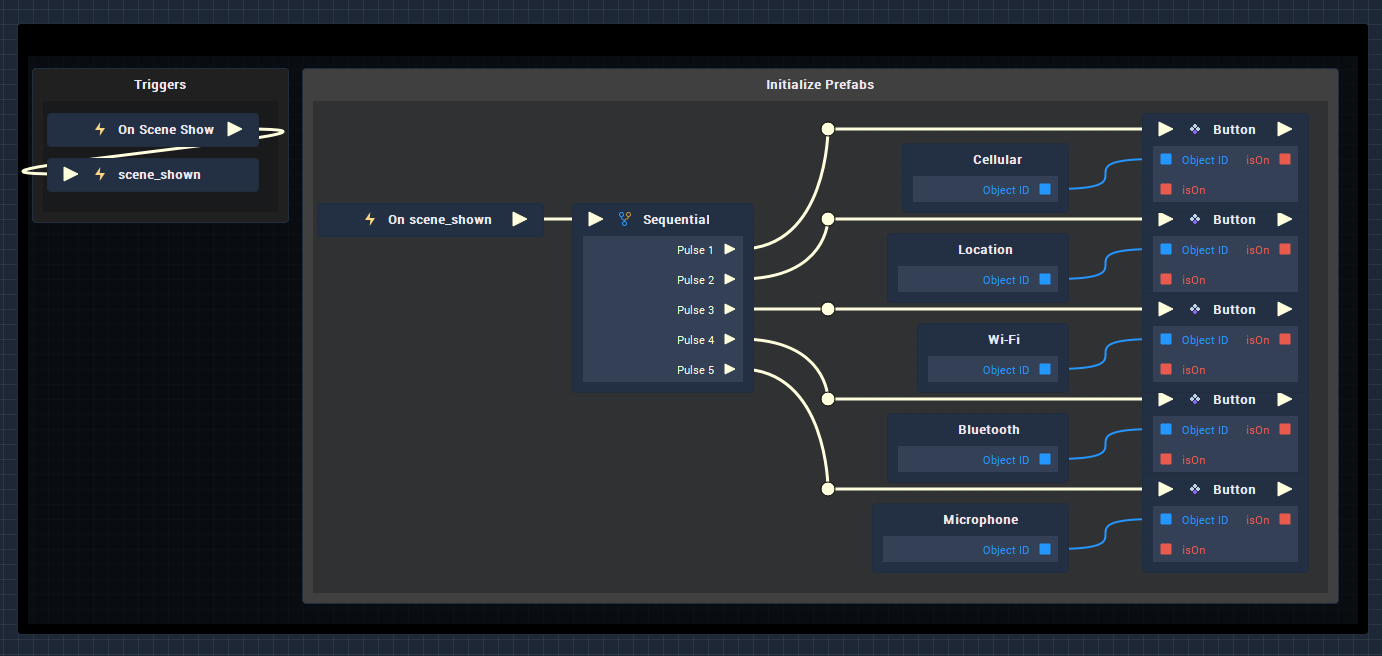 Triggers
On Scene Show
scene_shown
Initialize Prefabs
On scene_shown
Sequential
Pulse 1
Pulse 2
Pulse 3
Pulse 4
Pulse 5
Cellular
Object ID
Location
Object ID
Wi-Fi
Object ID
Bluetooth
Object ID
Microphone
Object ID
Button
Object ID isOn
isOn
Button
Object ID isOn
isOn
Button
Object ID isOn
isOn
Button
Object ID isOn
isOn
Button
Object ID isOn
isOn